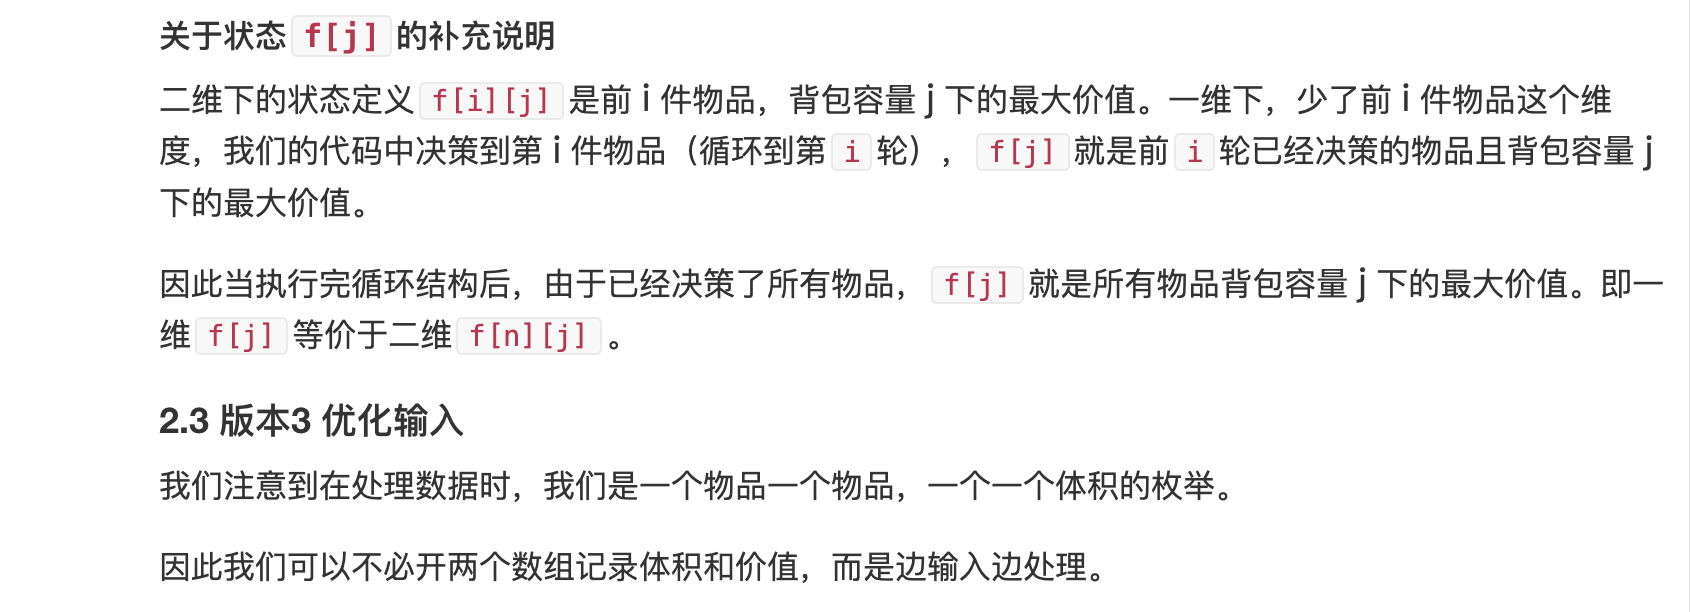 关于状态 f[j] 的补充说明
二维下的状态定义 f[i][j] 是前 i 件物品，背包容量 j 下的最大价值。一维下，少了前 i 件物品这个维
度，我们的代码中决策到第 i 件物品（循环到第 i 轮）， f[j] 就是前 i 轮已经决策的物品且背包容量 j
下的最大价值。
因此当执行完循环结构后，由于已经决策了所有物品， f[j] 就是所有物品背包容量 j 下的最大价值。即一
维 f[j] 等价于二维 f[n][j] 。
2.3 版本3 优化输入
我们注意到在处理数据时，我们是一个物品一个物品，一个一个体积的枚举。
因此我们可以不必开两个数组记录体积和价值，而是边输入边处理。